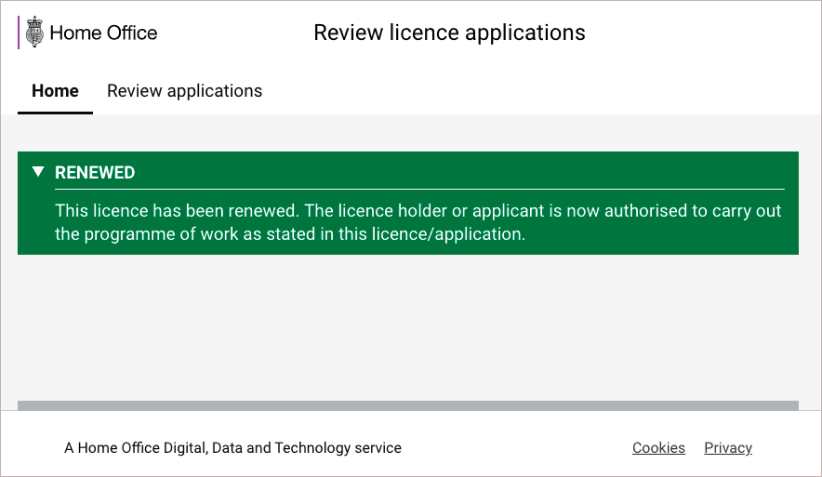 Home Office
Review licence applications
Home
Review applications
RENEWED
This licence has been renewed. The licence holder or applicant is now authorised to carry out
the programme of work as stated in this licence/application.
A Home Office Digital, Data and Technology service
Cookies
Privacy